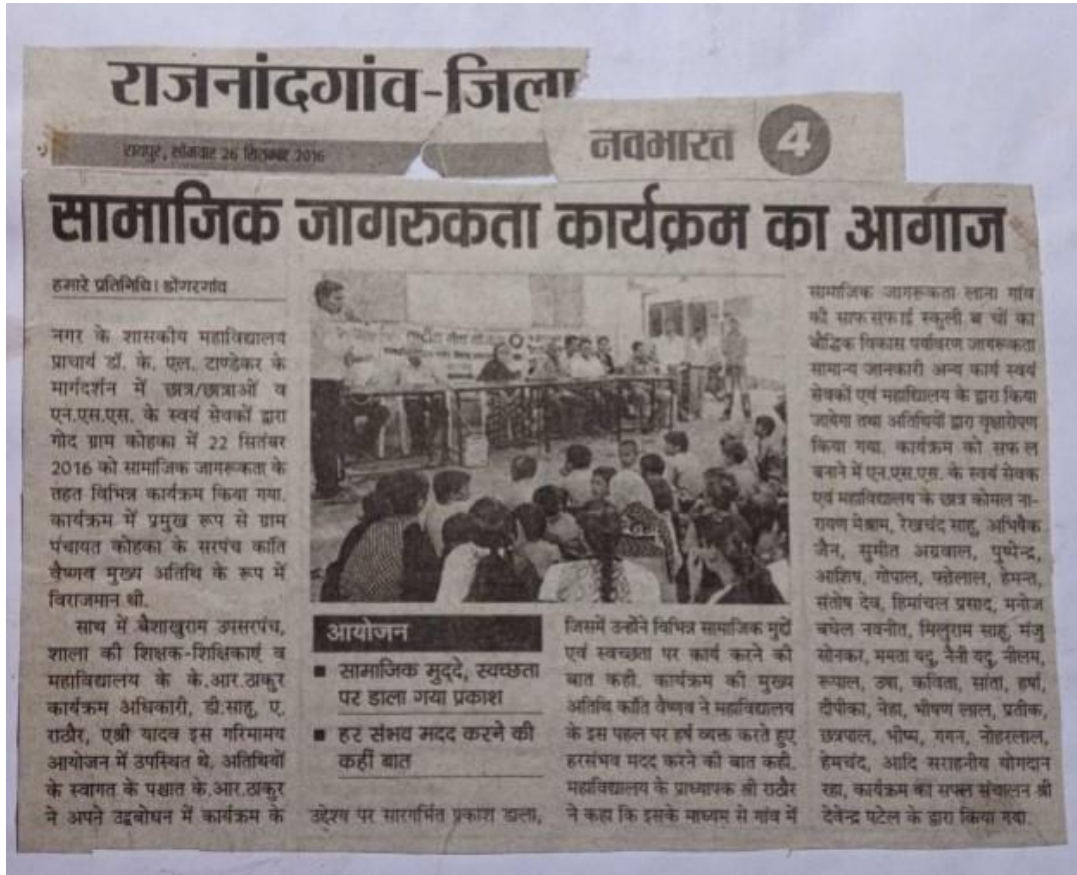 राजनांदगांव-जिला
रायपुर, सोमवार 26 सितम्बर 2016
नवभारत 4
सामाजिक जागरुकता कार्यक्रम का आगाज
हमारे प्रतिनिधि। डोंगरगांव
नगर के शासकीय महाविद्यालय
प्राचार्य डॉ. के. एल. टाण्डेकर के
मार्गदर्शन में छात्र/छात्राओं व
एन.एस.एस. के स्वयं सेवकों द्वारा
गोद ग्राम कोहका में 22 सितंबर
2016 को सामाजिक जागरूकता के
तहत विभिन्न कार्यक्रम किया गया.
कार्यक्रम में प्रमुख रूप से ग्राम
पंचायत कोहका के सरपंच कांति
वैष्णव मुख्य अतिथि के रूप में
विराजमान थी.
साथ में बैशाखुराम उपसरपंच,
शाला की शिक्षक-शिक्षिकाएं व
महाविद्यालय के के.आर.ठाकुर
कार्यक्रम अधिकारी, डी.साहू, ए.
राठौर, एश्री यादव इस गरिमामय
आयोजन में उपस्थित थे, अतिथियों
के स्वागत के पश्चात के.आर.ठाकुर
ने अपने उद्बोधन में कार्यक्रम के
आयोजन
■ सामाजिक मुद्दे, स्वच्छता
पर डाला गया प्रकाश
■ हर संभव मदद करने की
कहीं बात
उद्देश्य पर सारगर्भित प्रकाश डाला,
जिसमें उन्होंने विभिन्न सामाजिक मुद्दों
एवं स्वच्छता पर कार्य करने की
बात कही. कार्यक्रम की मुख्य
अतिथि कांति वैष्णव ने महाविद्यालय
के इस पहल पर हर्ष व्यक्त करते हुए
हरसंभव मदद करने की बात कही.
महाविद्यालय के प्राध्यापक श्री राठौर
ने कहा कि इसके माध्यम से गांव में
सामाजिक जागरूकता लाना गांव
की साफ सफाई स्कूली ब चों का
बौद्धिक विकास पर्यावरण जागरूकता
सामान्य जानकारी अन्य कार्य स्वयं
सेवकों एवं महाद्यिालय के द्वारा किया
जायेगा तथा अतिथियों द्वारा वृक्षारोपण
किया गया. कार्यक्रम को सफ ल
बनाने में एन.एस.एस. के स्वयं सेवक
एवं महाविद्यालय के छात्र कोमल ना-
रायण मेश्राम, रेखचंद साहू, अभिषेक
जैन, सुमीत अग्रवाल, पुष्पेन्द्र,
आशिष, गोपाल, फ्तेलाल, हेमन्त,
संतोष देव, हिमांचल प्रसाद, मनोज
बघेल नवनीत, मिलुराम साहू, मंजु
सोनकर, ममता यदु, नैनी यदु, नीलम,
रूपाल, उषा, कविता, सांता, हर्षा,
दीपीका, नेहा, भीषण लाल, प्रतीक,
छत्रपाल, भीष्म, गगन, नोहरलाल,
हेमचंद, आदि सराहनीय योगदान
रहा, कार्यक्रम का सफ्ल संचालन श्री
देवेन्द्र पटेल के द्वारा किया गया.